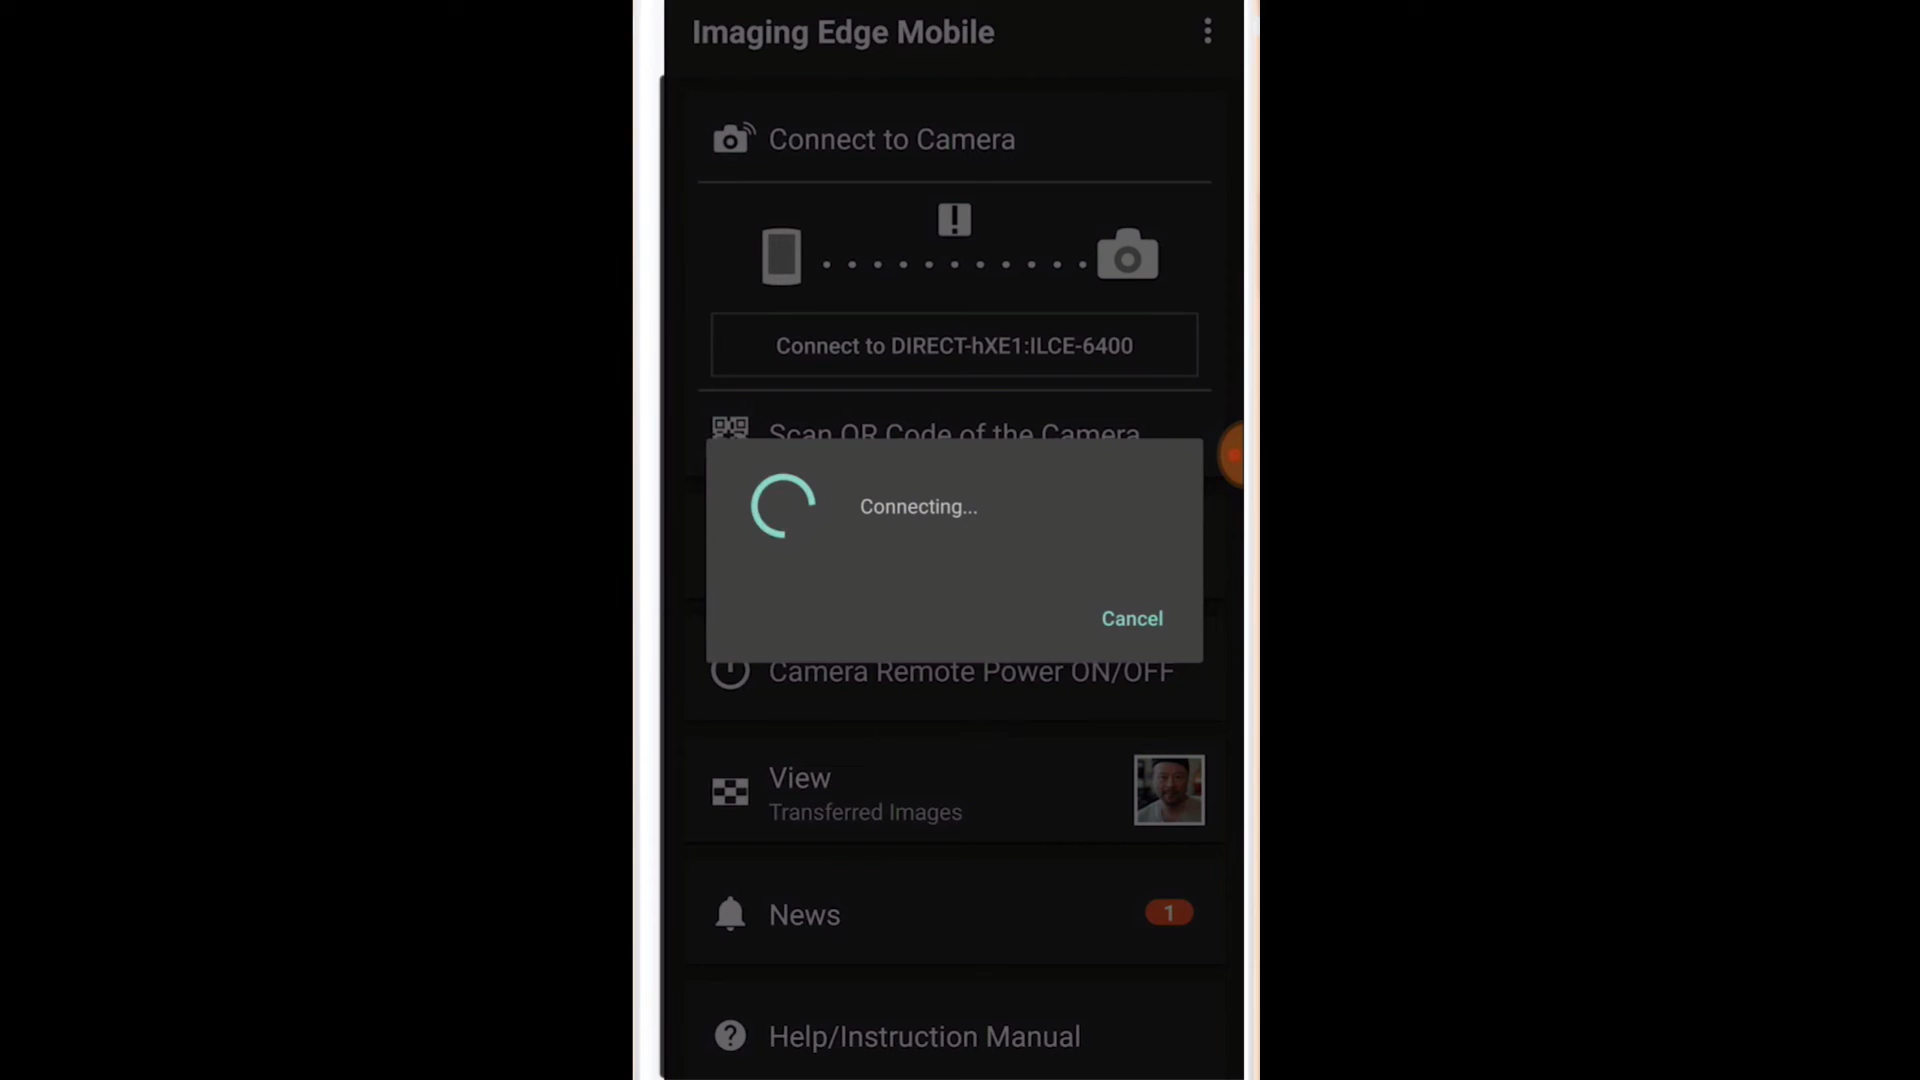 Imaging Edge Mobile
Connect to Camera
!
Connect to DIRECT-hXE1:ILCE-6400
Scan QR Code of the Camera
Connecting...
Cancel
Camera Remote Power ON/OFF
View
Transferred Images
News
1
? Help/Instruction Manual